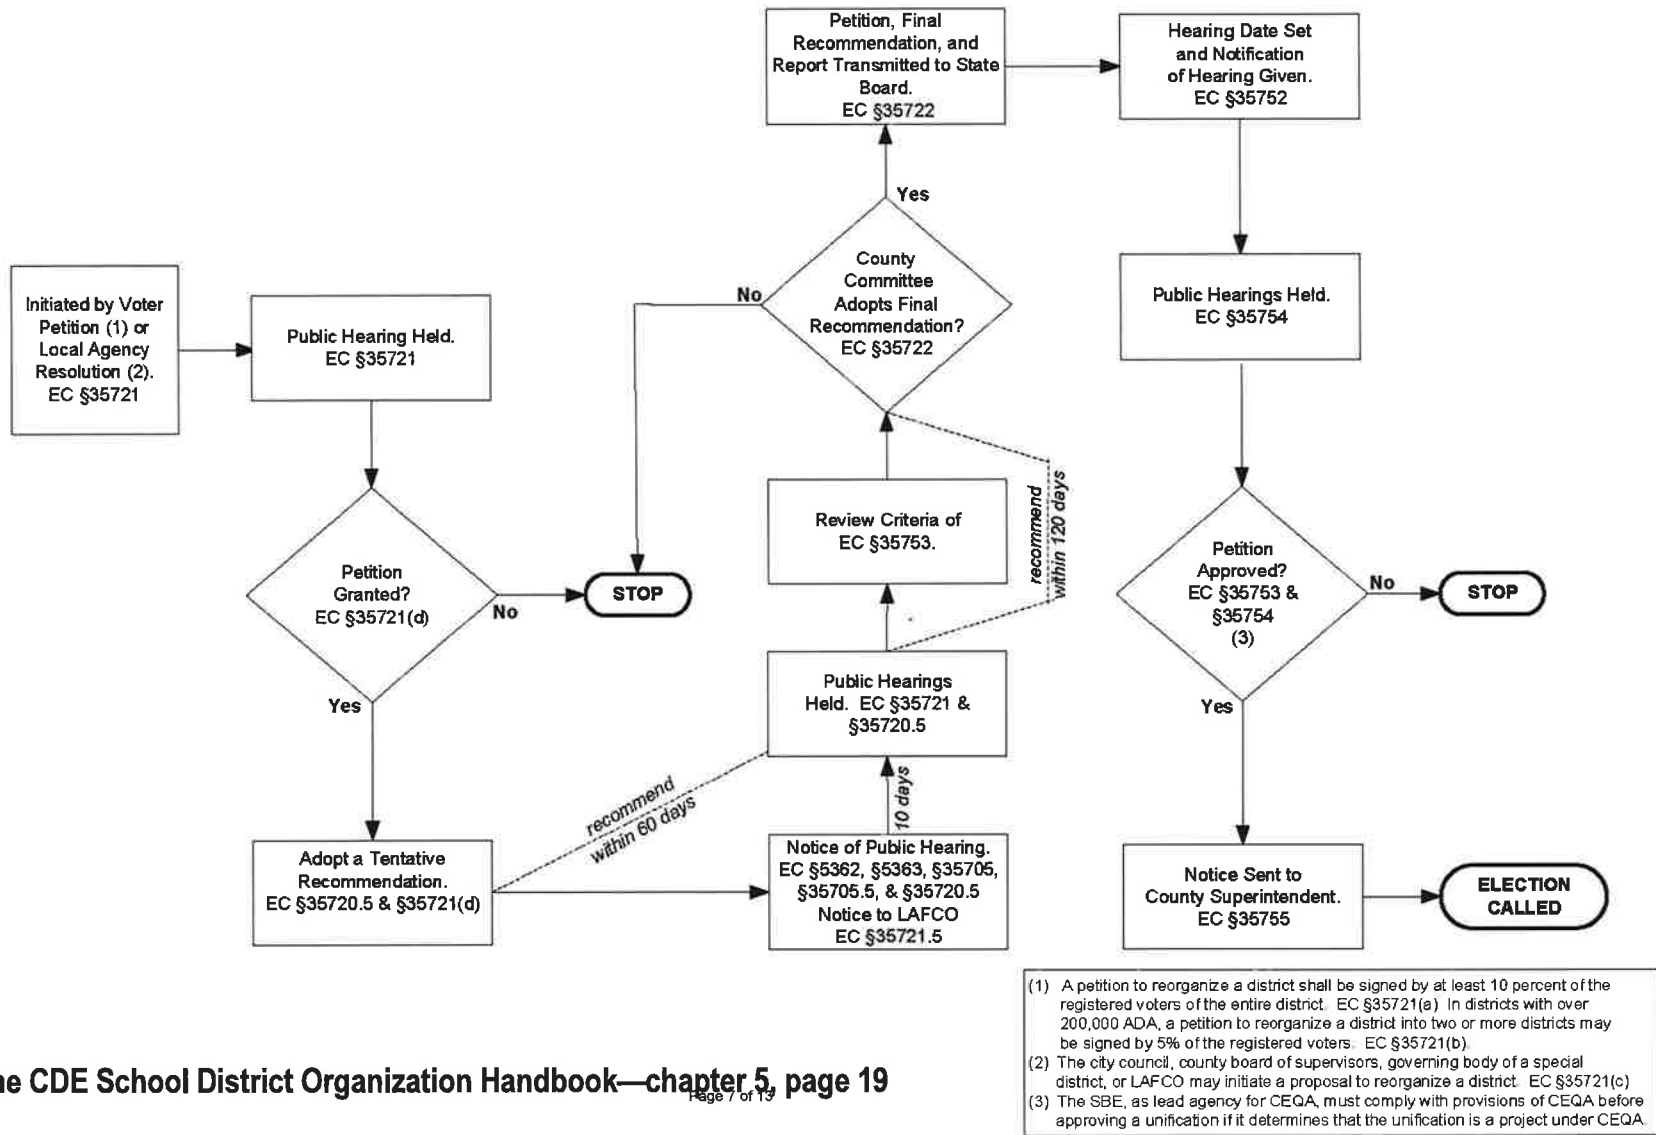 Initiated by Voter
Petition (1) or
Local Agency
Resolution (2).
EC §35721
Public Hearing Held.
EC §35721
Petition
Granted?
EC §35721(d)
No
STOP
Yes
Adopt a Tentative
Recommendation.
EC §35720.5 & §35721(d)
recommend
within 60 days
Notice of Public Hearing.
EC §5362, §5363, §35705,
§35705.5, & §35720.5
Notice to LAFCO
EC §35721.5
10 days
Public Hearings
Held. EC §35721 &
§35720.5
recommend
within 120 days
Review Criteria of
EC §35753.
County
Committee
Adopts Final
Recommendation?
EC §35722
No
Yes
Petition, Final
Recommendation, and
Report Transmitted to State
Board.
EC §35722
Hearing Date Set
and Notification
of Hearing Given.
EC §35752
Public Hearings Held.
EC §35754
Petition
Approved?
EC §35753 &
§35754
(3)
No
STOP
Yes
Notice Sent to
County Superintendent.
EC §35755
ELECTION
CALLED
(1) A petition to reorganize a district shall be signed by at least 10 percent of the
registered voters of the entire district. EC §35721(a) In districts with over
200,000 ADA, a petition to reorganize a district into two or more districts may
be signed by 5% of the registered voters. EC §35721(b)
(2) The city council, county board of supervisors, governing body of a special
district, or LAFCO may initiate a proposal to reorganize a district. EC §35721(c)
(3) The SBE, as lead agency for CEQA, must comply with provisions of CEQA before
approving a unification if it determines that the unification is a project under CEQA.
he CDE School District Organization Handbook—chapter 5, page 19
Page 7 of 13